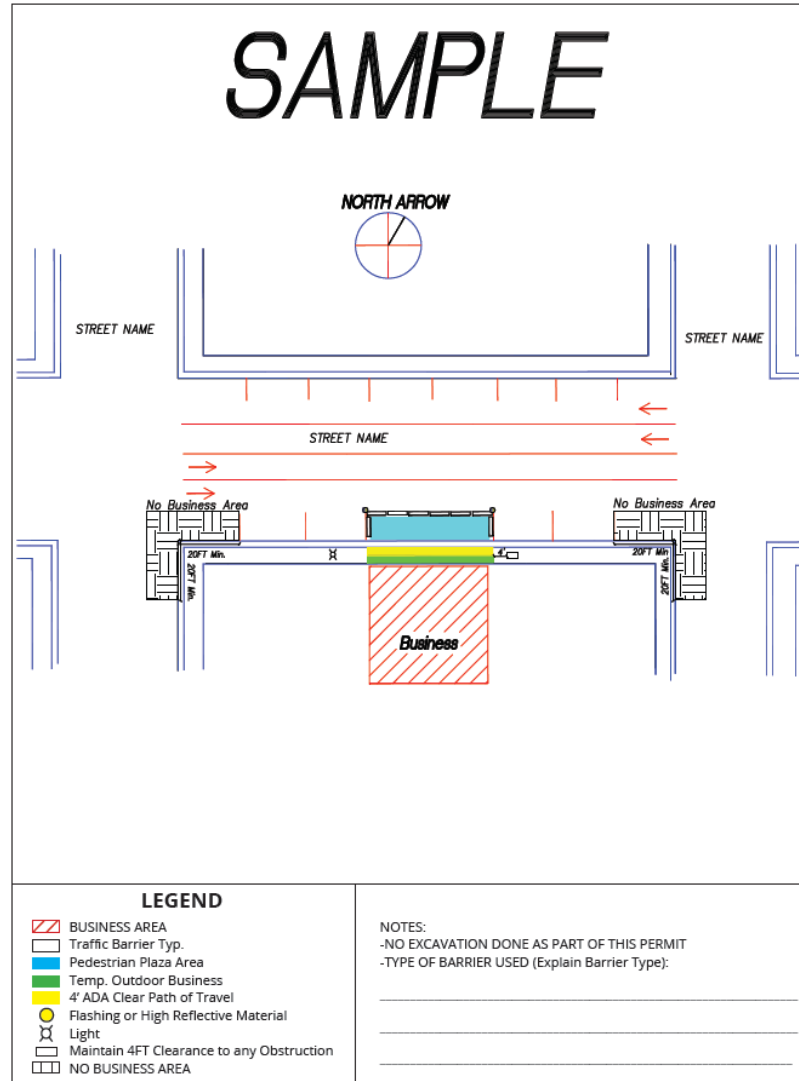 SAMPLE
NORTH ARROW
STREET NAME
STREET NAME
STREET NAME
No Business Area
No Business Area
20FT Min.
20FT Min.
4'
20FT Min
20FT Min.
Business
LEGEND
BUSINESS AREA
Traffic Barrier Typ.
Pedestrian Plaza Area
Temp. Outdoor Business
4' ADA Clear Path of Travel
Flashing or High Reflective Material
Light
Maintain 4FT Clearance to any Obstruction
NO BUSINESS AREA
NOTES:
-NO EXCAVATION DONE AS PART OF THIS PERMIT
-TYPE OF BARRIER USED (Explain Barrier Type):